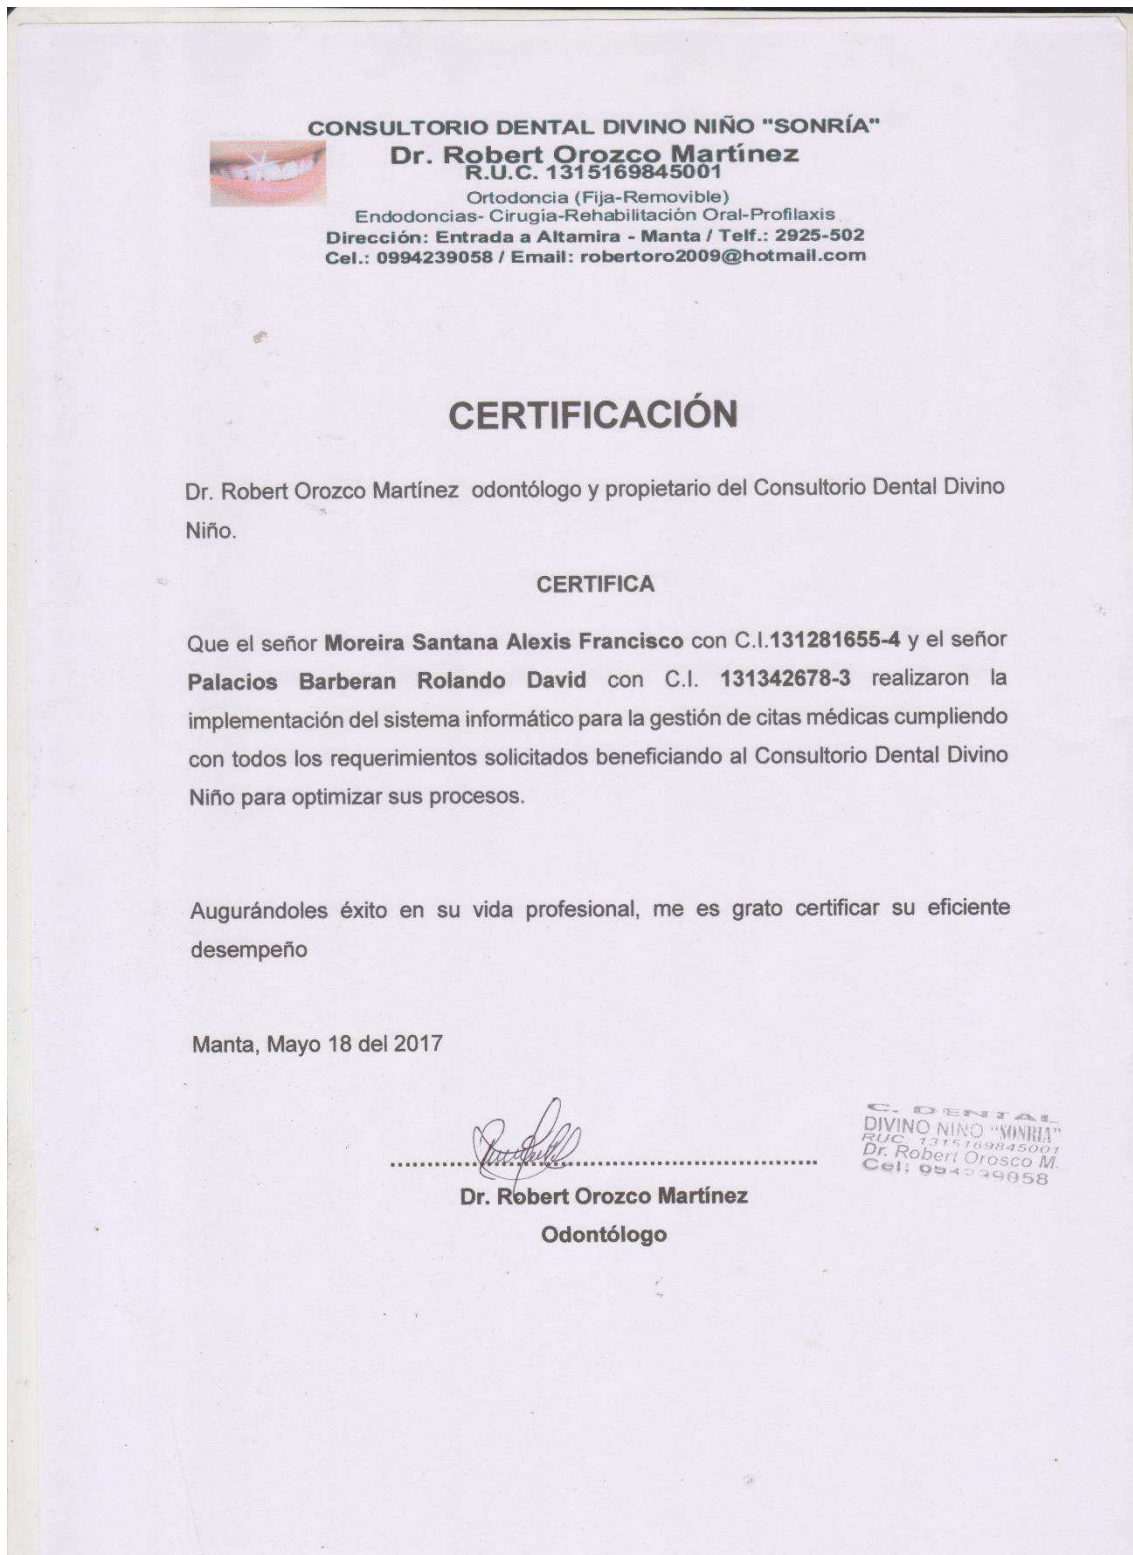 CONSULTORIO DENTAL DIVINO NIÑO "SONRÍA"
Dr. Robert Orozco Martínez
R.U.C. 1315169845001
Ortodoncia (Fija-Removible)
Endodoncias- Cirugía-Rehabilitación Oral-Profilaxis
Dirección: Entrada a Altamira - Manta / Telf.: 2925-502
Cel.: 0994239058 / Email: robertoro2009@hotmail.com
CERTIFICACIÓN
Dr. Robert Orozco Martínez odontólogo y propietario del Consultorio Dental Divino
Niño.
CERTIFICA
Que el señor Moreira Santana Alexis Francisco con C.I.131281655-4 y el señor
Palacios Barberan Rolando David con C.I. 131342678-3 realizaron la
implementación del sistema informático para la gestión de citas médicas cumpliendo
con todos los requerimientos solicitados beneficiando al Consultorio Dental Divino
Niño para optimizar sus procesos.
Augurándoles éxito en su vida profesional, me es grato certificar su eficiente
desempeño
Manta, Mayo 18 del 2017
C. DENTAL
DIVINO NINO "SONRIA"
RUC. 1315169845001
Dr. Robert Orosco M.
Cel:
Dr. Robert Orozco Martínez
Odontólogo